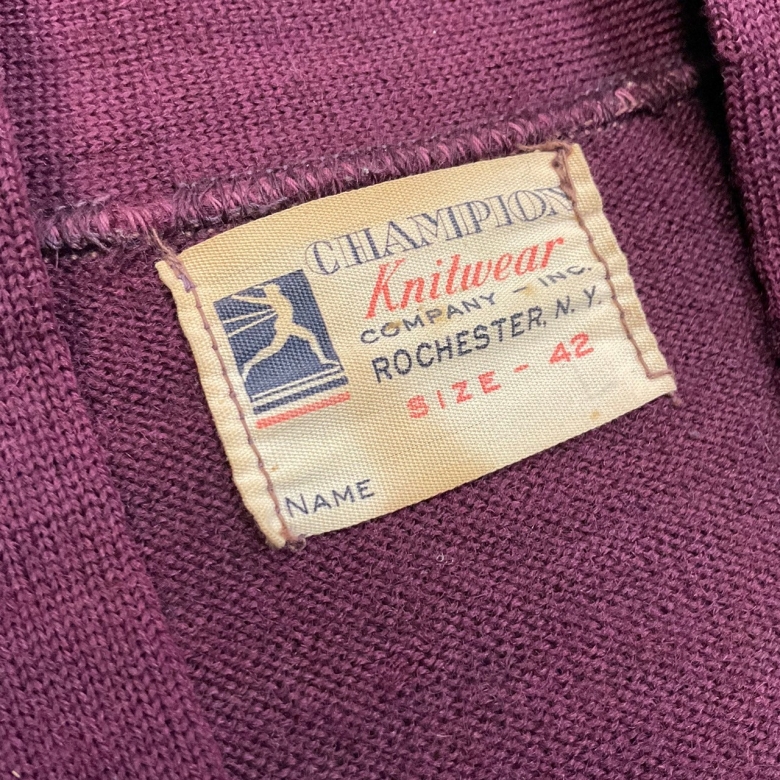 CHAMPION
Knitwear
COMPANY - INC.
ROCHESTER, N. Y.
SIZE - 42
NAME